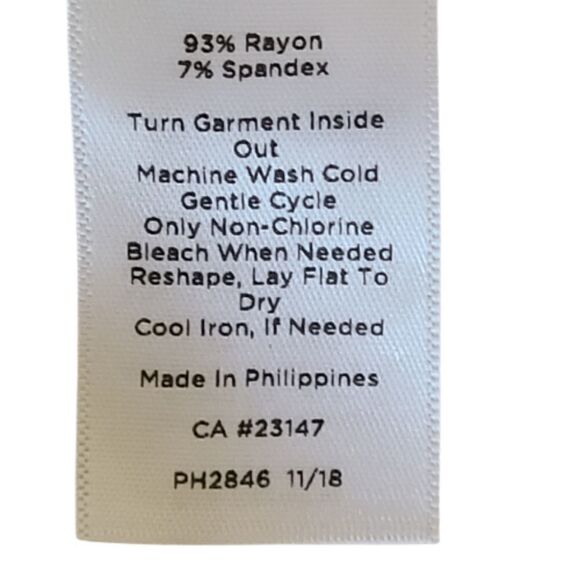 93% Rayon
7% Spandex
Turn Garment Inside
Out
Machine Wash Cold
Gentle Cycle
Only Non-Chlorine
Bleach When Needed
Reshape, Lay Flat To
Dry
Cool Iron, If Needed
Made In Philippines
CA #23147
PH2846 11/18